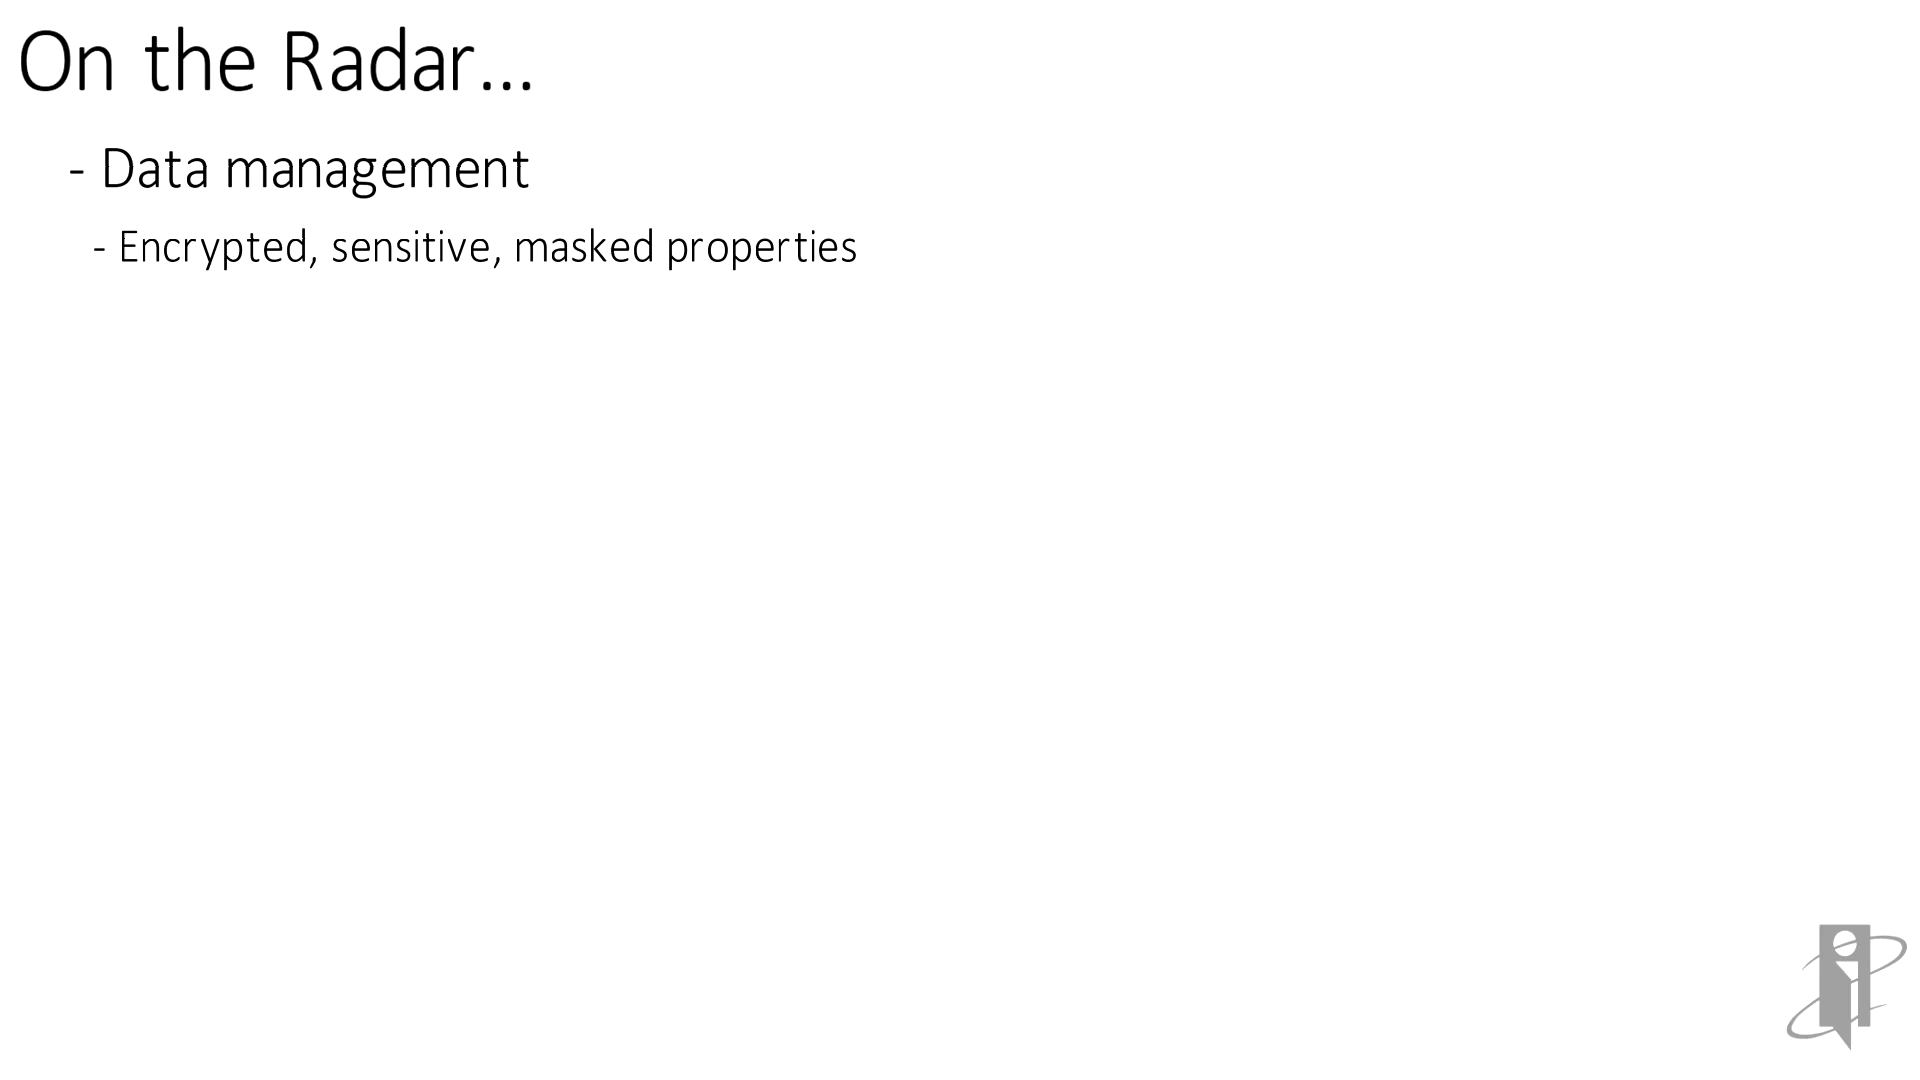 On the Radar...
- Data management
- Encrypted, sensitive, masked properties